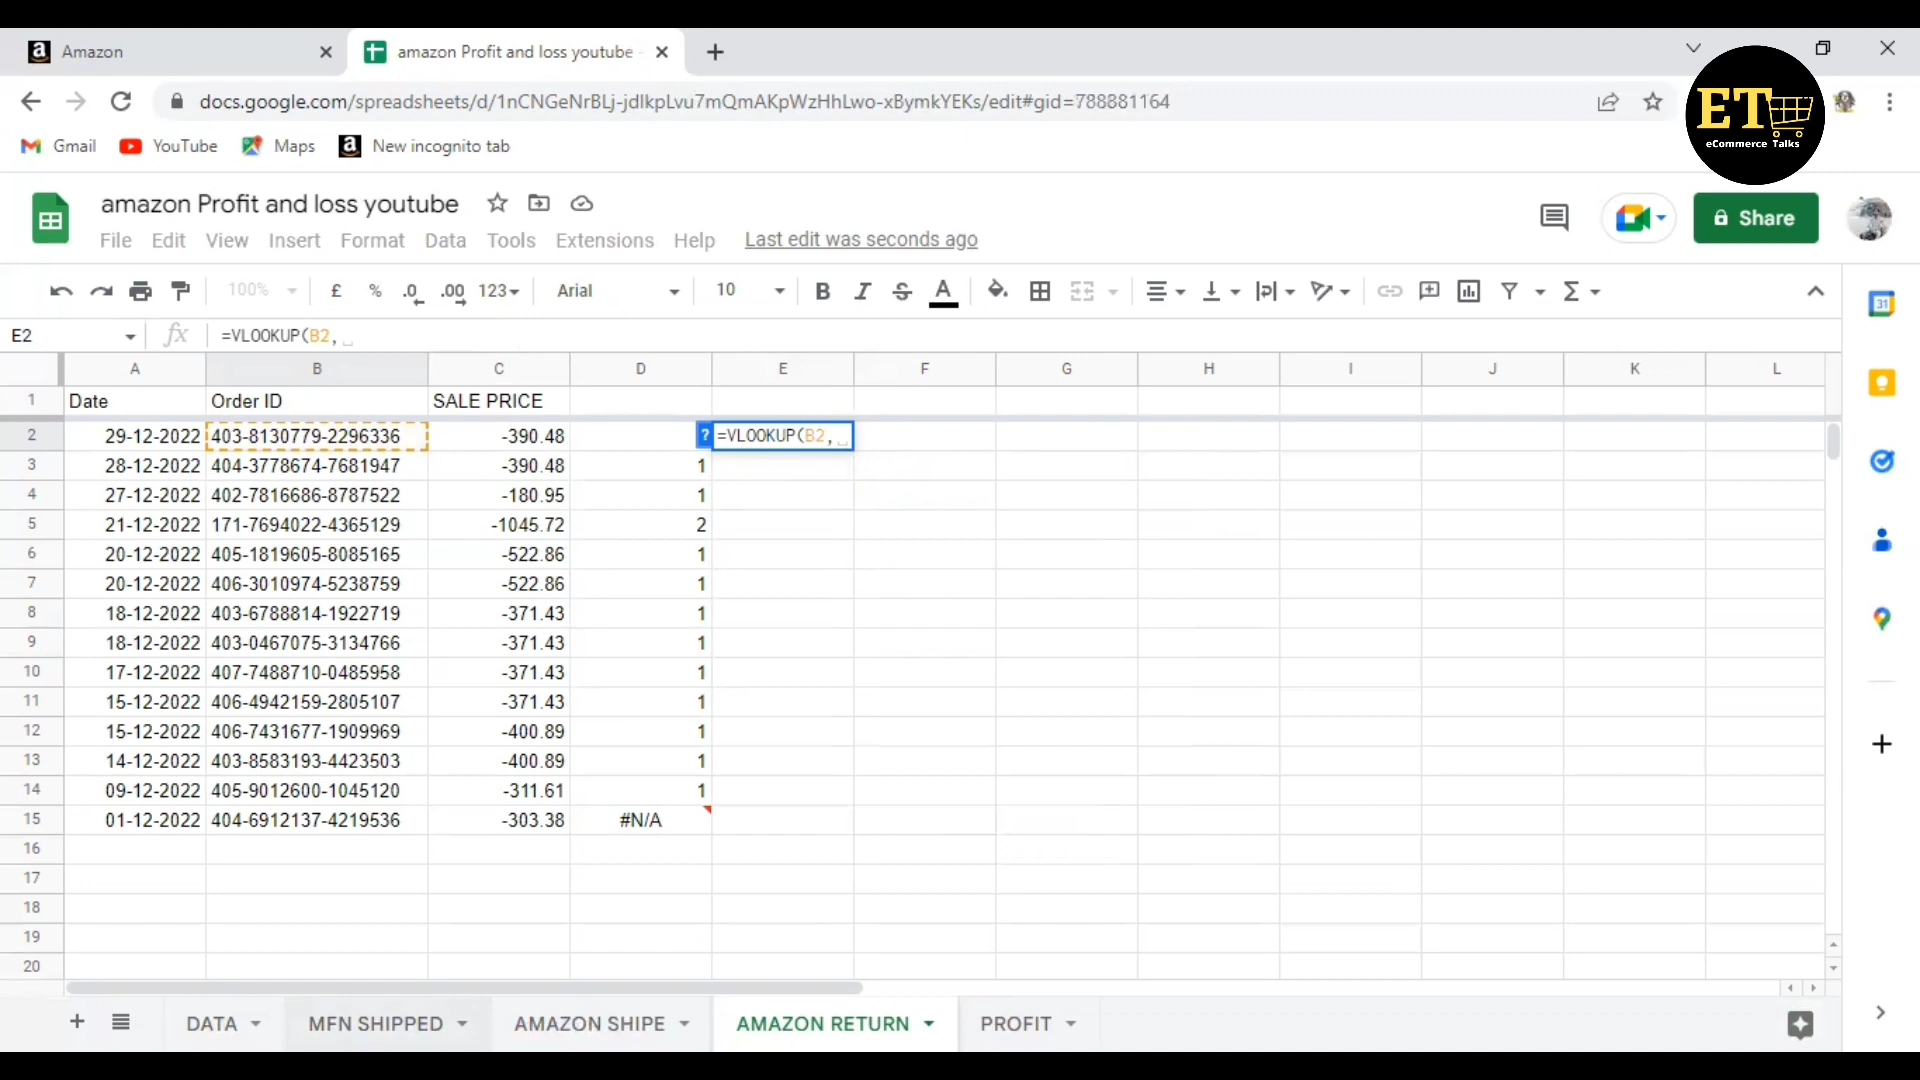 Amazon
amazon Profit and loss youtube -
docs.google.com/spreadsheets/d/1nCNGeNrBLj-jdlkpLvu7mQmAKpWzHhLwo-xBymkYEKs/edit#gid=788881164
ET
eCommerce Talks
Gmail YouTube Maps New incognito tab
amazon Profit and loss youtube
File Edit View Insert Format Data Tools Extensions Help Last edit was seconds ago
Share
100% £ % .0 .00 123 Arial 10 B I S A
E2 fx =VLOOKUP(B2,
A B C D E F G H I J K L
1 Date Order ID SALE PRICE
2 29-12-2022 403-8130779-2296336 -390.48 ? =VLOOKUP(B2,
3 28-12-2022 404-3778674-7681947 -390.48 1
4 27-12-2022 402-7816686-8787522 -180.95 1
5 21-12-2022 171-7694022-4365129 -1045.72 2
6 20-12-2022 405-1819605-8085165 -522.86 1
7 20-12-2022 406-3010974-5238759 -522.86 1
8 18-12-2022 403-6788814-1922719 -371.43 1
9 18-12-2022 403-0467075-3134766 -371.43 1
10 17-12-2022 407-7488710-0485958 -371.43 1
11 15-12-2022 406-4942159-2805107 -371.43 1
12 15-12-2022 406-7431677-1909969 -400.89 1
13 14-12-2022 403-8583193-4423503 -400.89 1
14 09-12-2022 405-9012600-1045120 -311.61 1
15 01-12-2022 404-6912137-4219536 -303.38 #N/A
16
17
18
19
20
DATA MFN SHIPPED AMAZON SHIPE AMAZON RETURN PROFIT
31